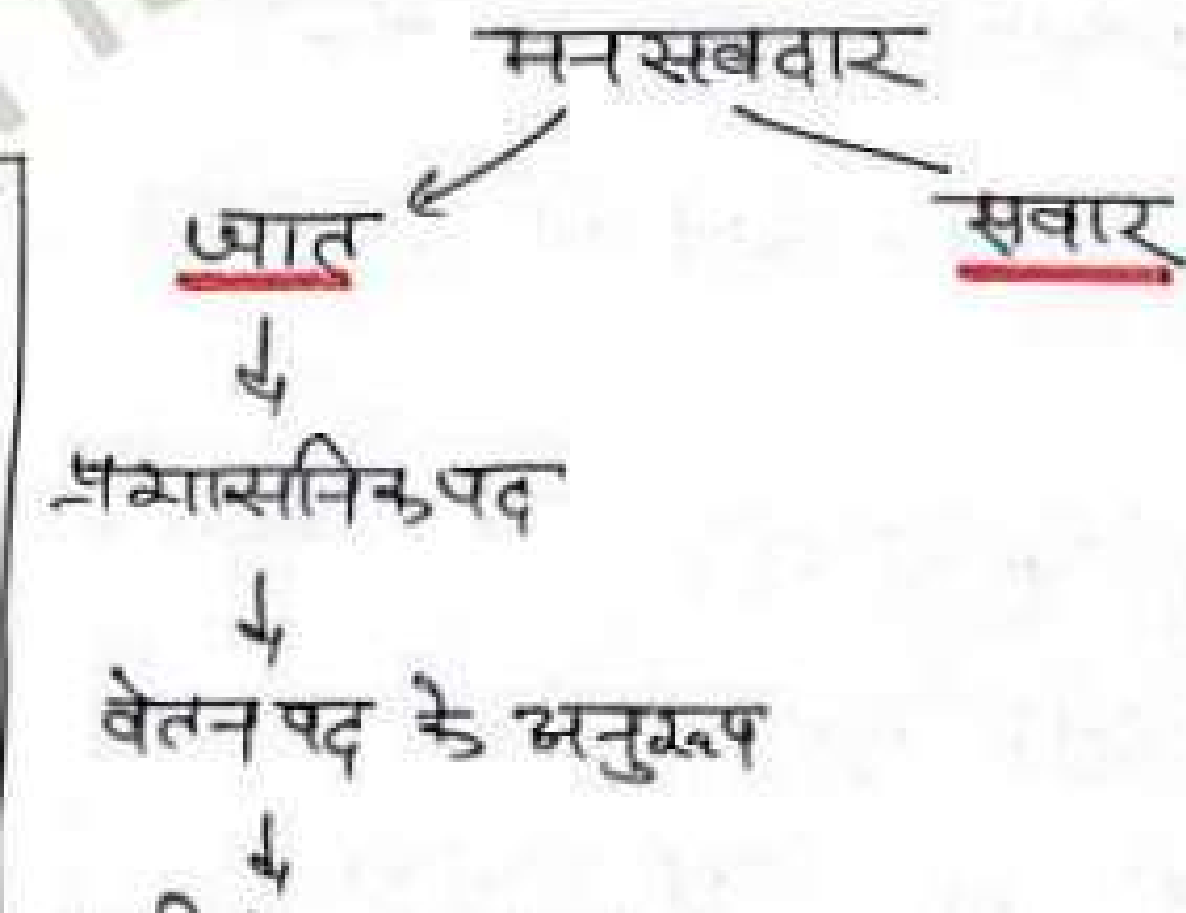 मनसबदार
जात
सवार
प्रशासनिक पद
वेतन पद के अनुरूप